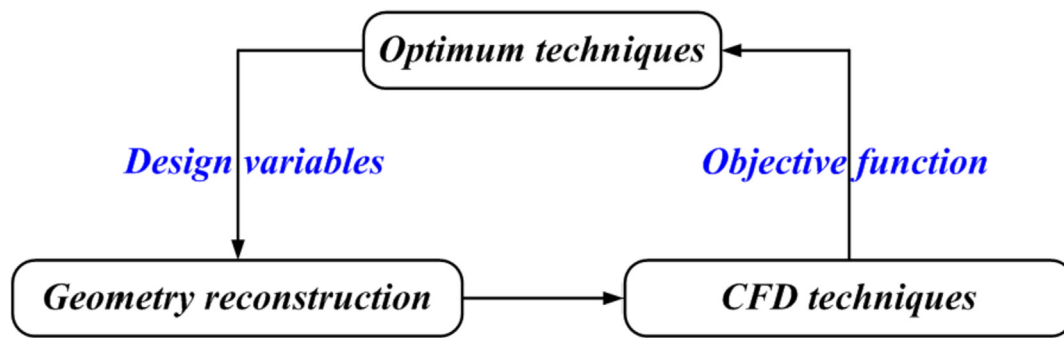 Optimum techniques
Design variables
Objective function
Geometry reconstruction
CFD techniques